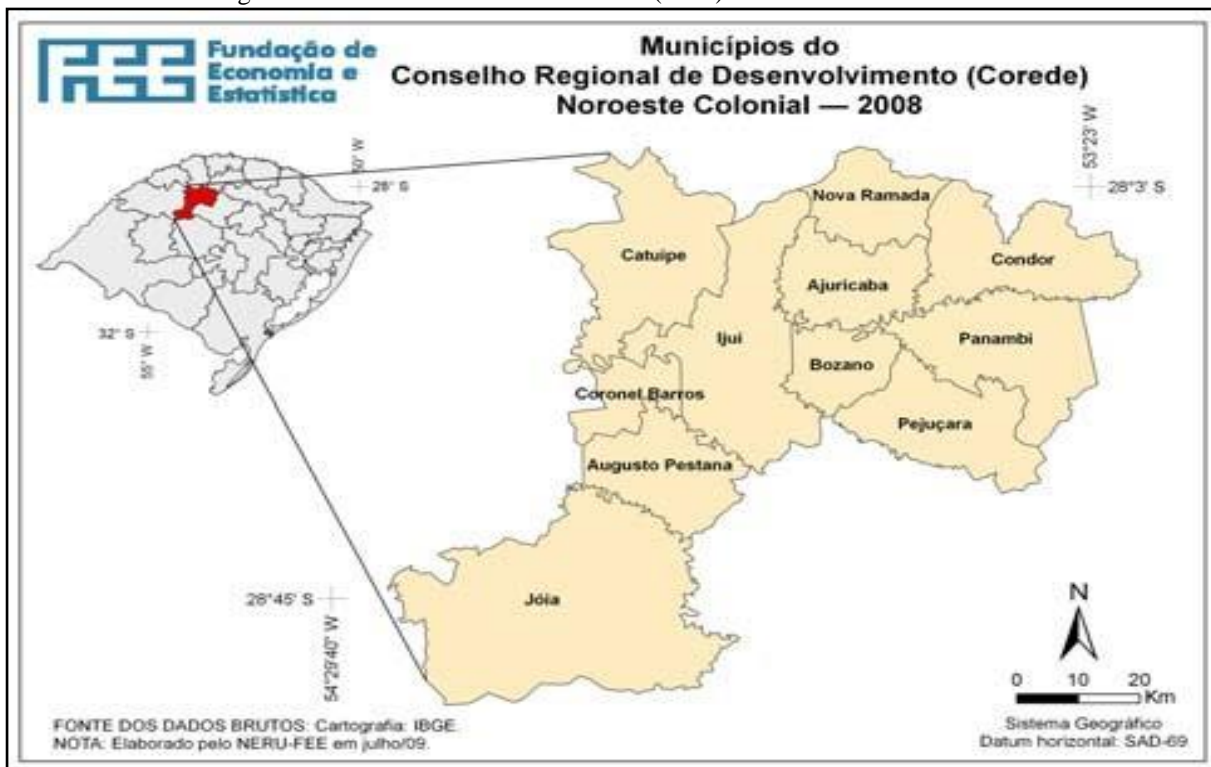 FEE Fundação de
Economia e
Estatística
Municípios do
Conselho Regional de Desenvolvimento (Corede)
Noroeste Colonial — 2008
28° S
32° S
55° W
53°23' W
28°3' S
Nova Ramada
Catuípe
Condor
Ajuricaba
Ijuí
Panambi
Bozano
Coronel Barros
Pejuçara
Augusto Pestana
Jóia
28°45' S
54°29'40" W
N
0 10 20
Km
Sistema Geográfico
Datum horizontal: SAD-69
FONTE DOS DADOS BRUTOS: Cartografia: IBGE.
NOTA: Elaborado pelo NERU-FEE em julho/09.